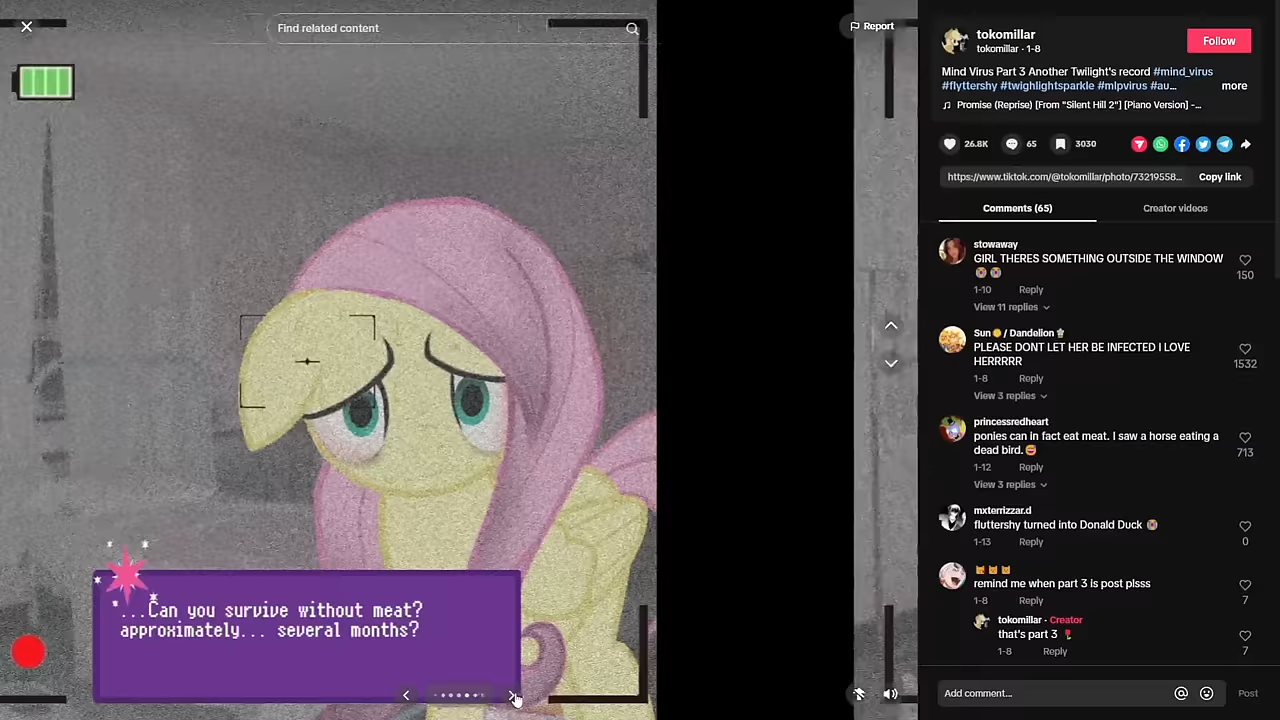 Find related content
Report
...Can you survive without meat?
approximately... several months?
tokomillar
tokomillar · 1-8
Follow
Mind Virus Part 3 Another Twilight's record #mind_virus
#flyttershy #twighlightsparkle #mlpvirus #au...
more
Promise (Reprise) [From "Silent Hill 2"] [Piano Version] -...
26.8K
65
3030
https://www.tiktok.com/@tokomillar/photo/73219558...
Copy link
Comments (65)
Creator videos
stowaway
GIRL THERES SOMETHING OUTSIDE THE WINDOW
150
1-10 Reply
View 11 replies
Sun / Dandelion
PLEASE DONT LET HER BE INFECTED I LOVE
HERRRRR
1532
1-8 Reply
View 3 replies
princessredheart
ponies can in fact eat meat. I saw a horse eating a
dead bird.
713
1-12 Reply
View 3 replies
mxterrizzar.d
fluttershy turned into Donald Duck
0
1-13 Reply
remind me when part 3 is post plsss
7
1-8 Reply
tokomillar · Creator
that's part 3
7
1-8 Reply
Add comment...
Post